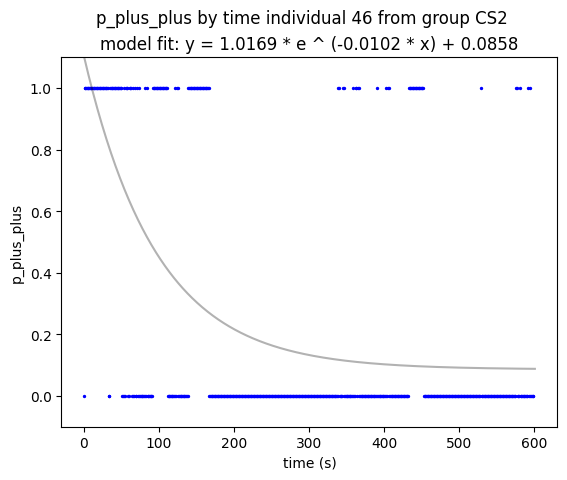 p_plus_plus by time individual 46 from group CS2
model fit: y = 1.0169 * e ^ (-0.0102 * x) + 0.0858
p_plus_plus
1.0
0.8
0.6
0.4
0.2
0.0
0 100 200 300 400 500 600
time (s)